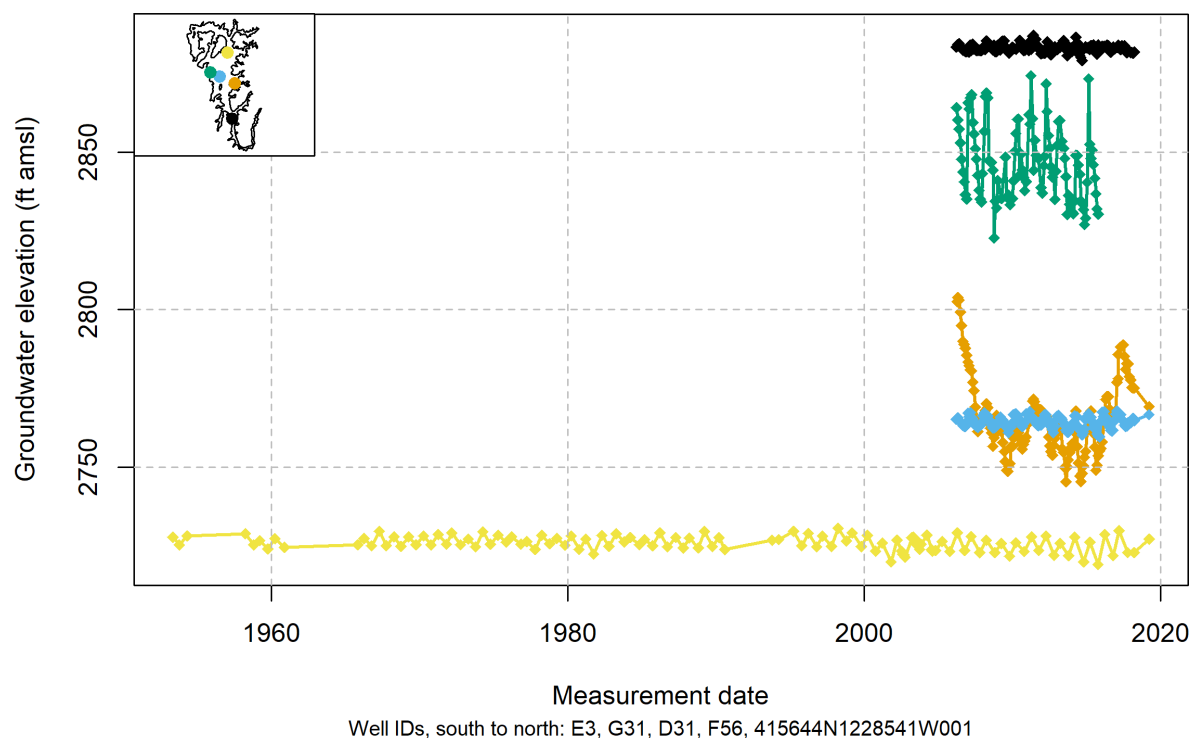 Groundwater elevation (ft amsl)
2850
2800
2750
1960 1980 2000 2020
Measurement date
Well IDs, south to north: E3, G31, D31, F56, 415644N1228541W001